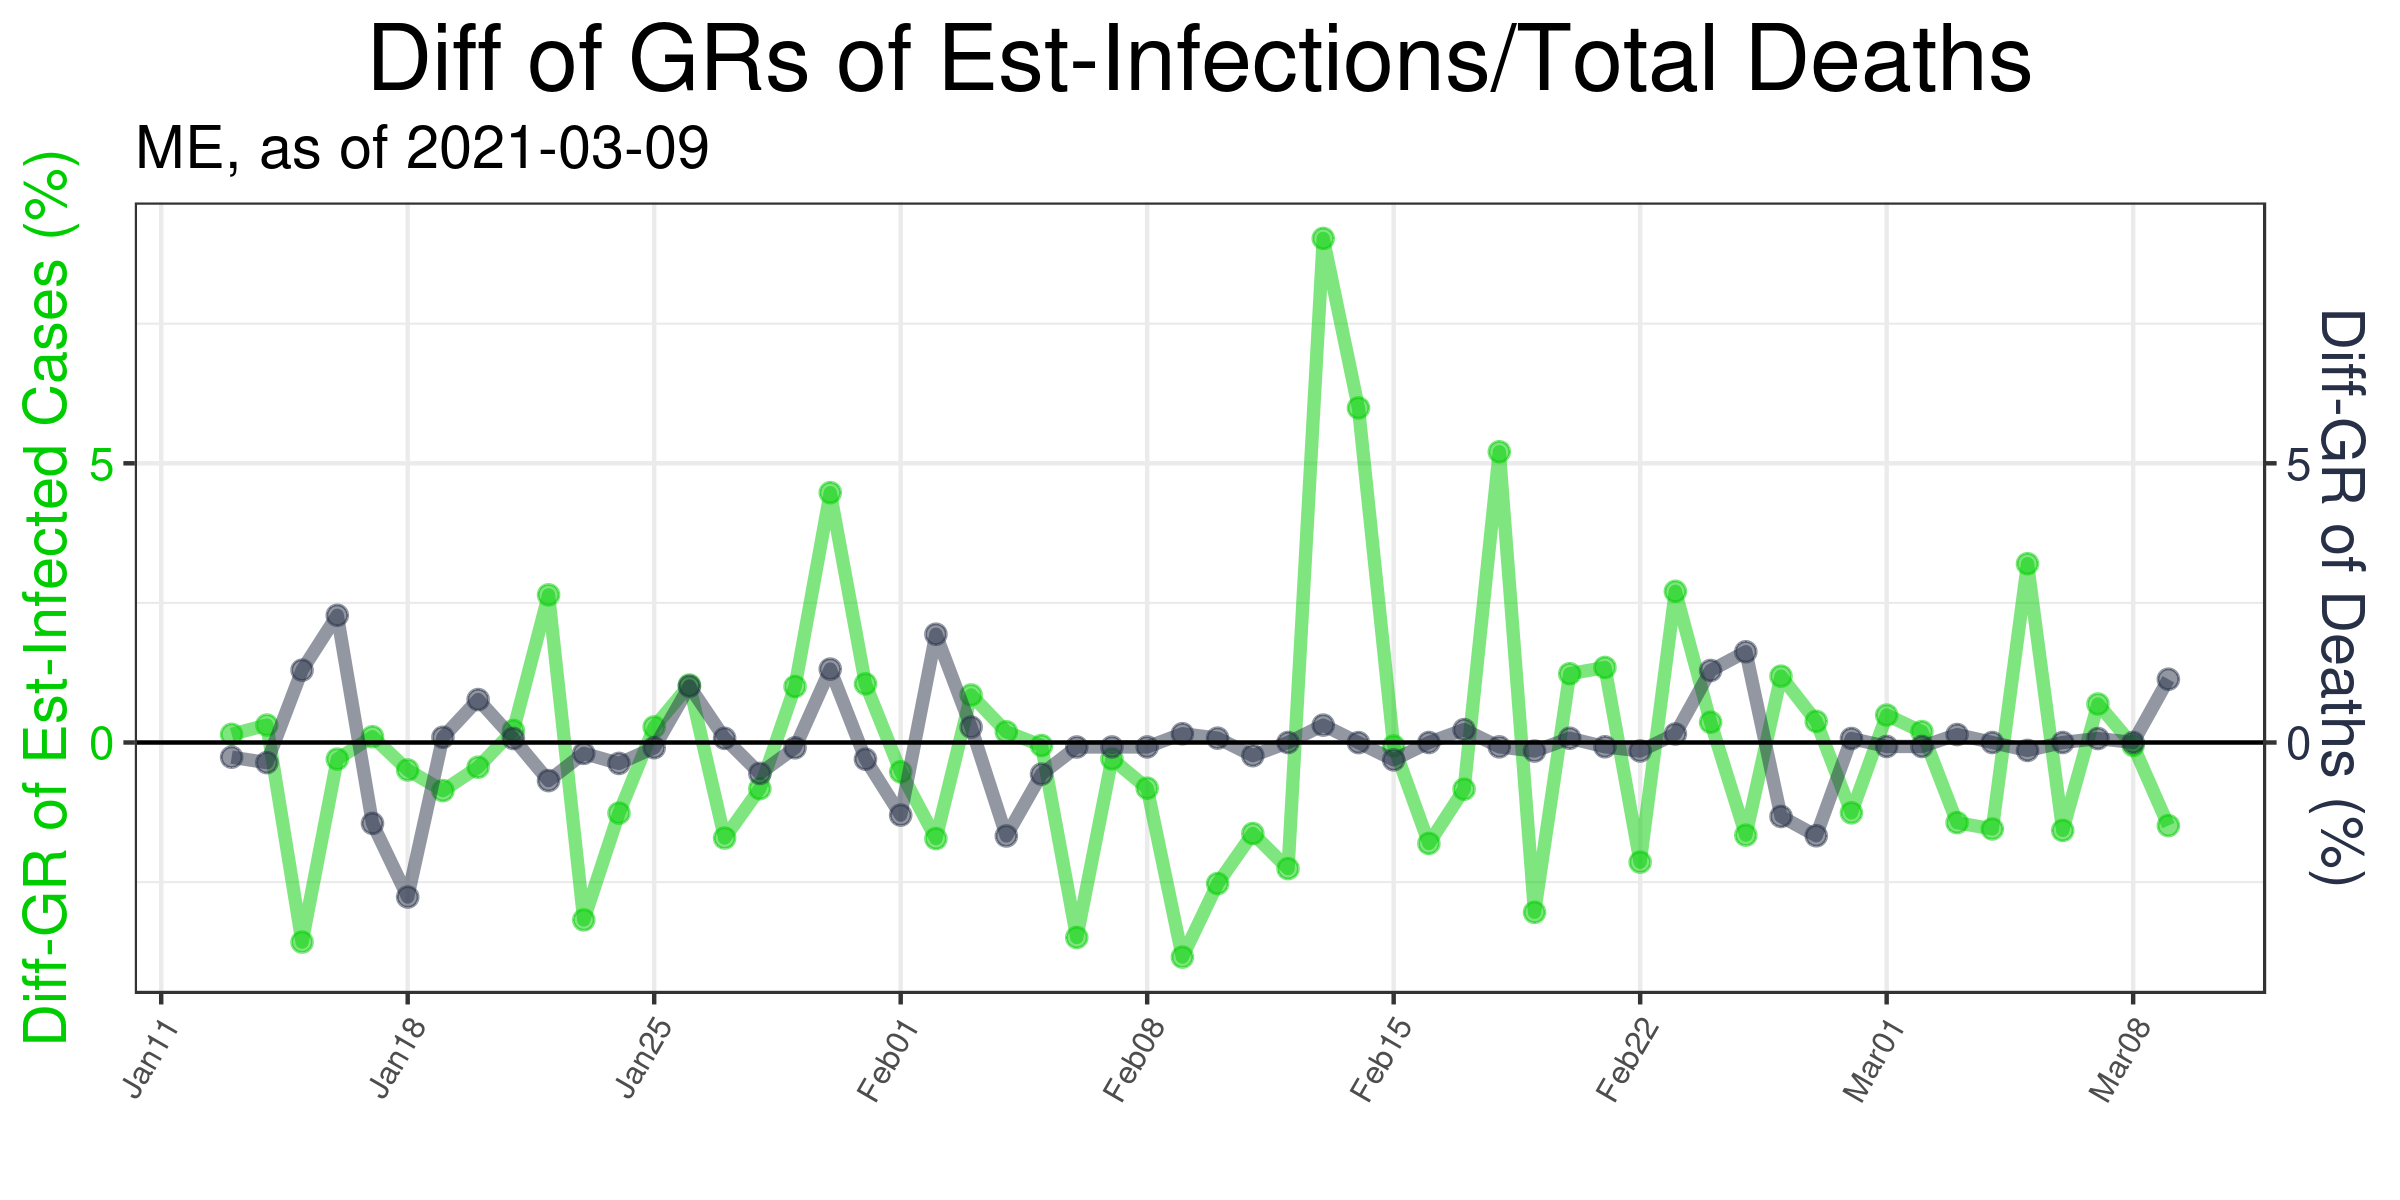 Diff of GRs of Est-Infections/Total Deaths
ME, as of 2021-03-09
Diff-GR of Est-Infected Cases (%)
5
0
5
0
Diff-GR of Deaths (%)
Jan11
Jan18
Jan25
Feb01
Feb08
Feb15
Feb22
Mar01
Mar08